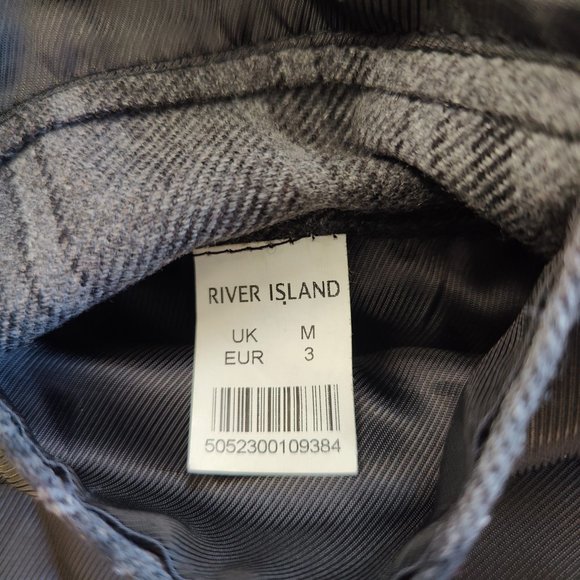 RIVER ISLAND
UK M
EUR 3
5052300109384